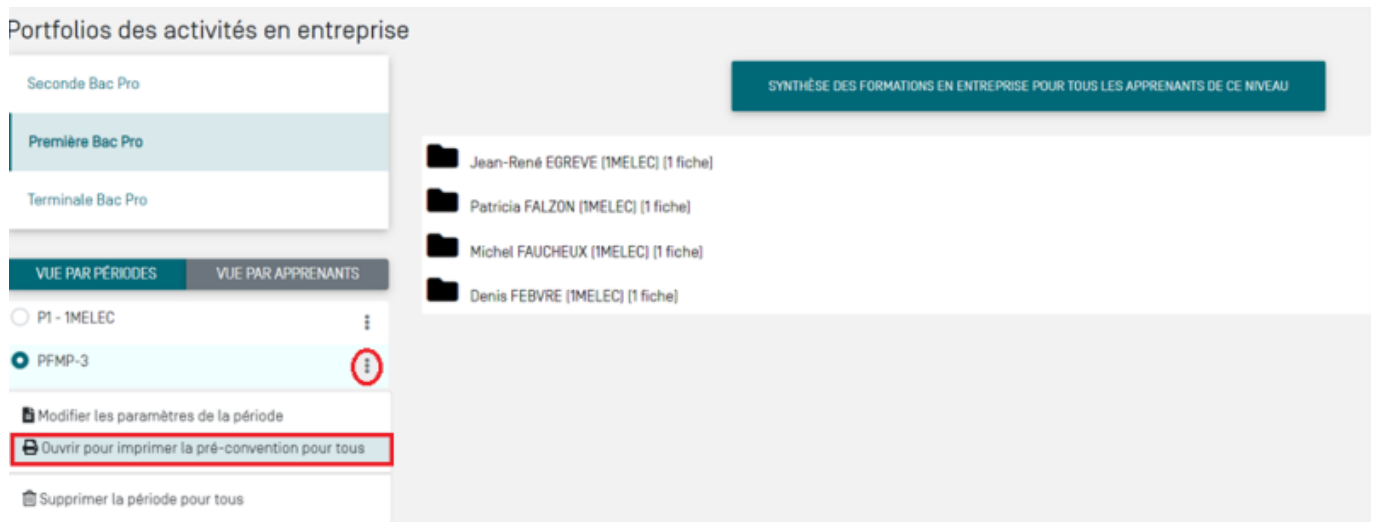 Portfolios des activités en entreprise
Seconde Bac Pro
Première Bac Pro
Terminale Bac Pro
VUE PAR PÉRIODES
VUE PAR APPRENANTS
P1 - 1MELEC
PFMP-3
Modifier les paramètres de la période
Ouvrir pour imprimer la pré-convention pour tous
Supprimer la période pour tous
SYNTHÈSE DES FORMATIONS EN ENTREPRISE POUR TOUS LES APPRENANTS DE CE NIVEAU
Jean-René EGREVE (1MELEC) (1 fiche)
Patricia FALZON (1MELEC) (1 fiche)
Michel FAUCHEUX (1MELEC) (1 fiche)
Denis FEBVRE (1MELEC) (1 fiche)